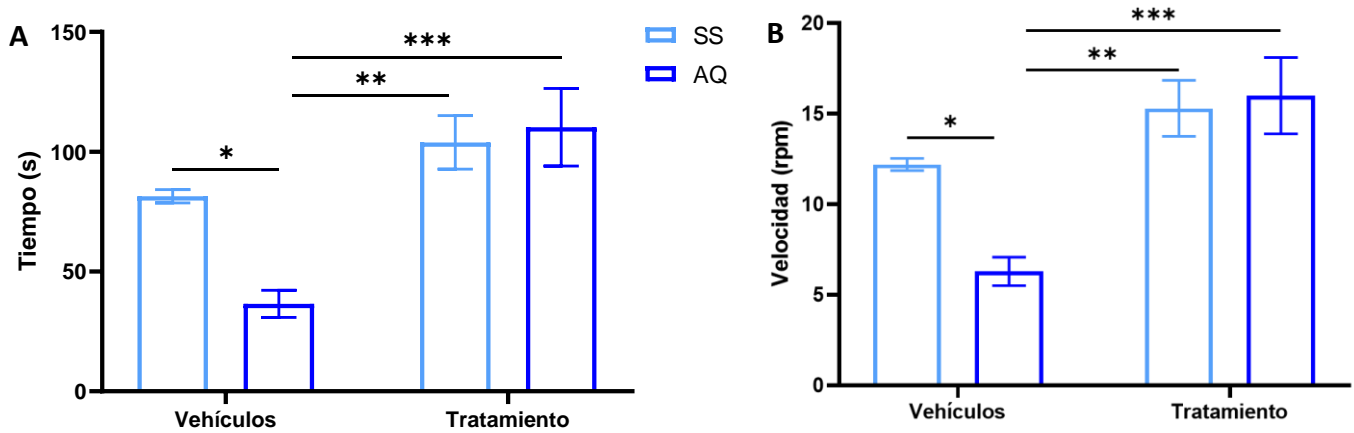 A
Tiempo (s)
150
100
50
0
***
**
*
Vehículos
Tratamiento
SS
AQ
B
Velocidad (rpm)
20
15
10
5
0
***
**
*
Vehículos
Tratamiento